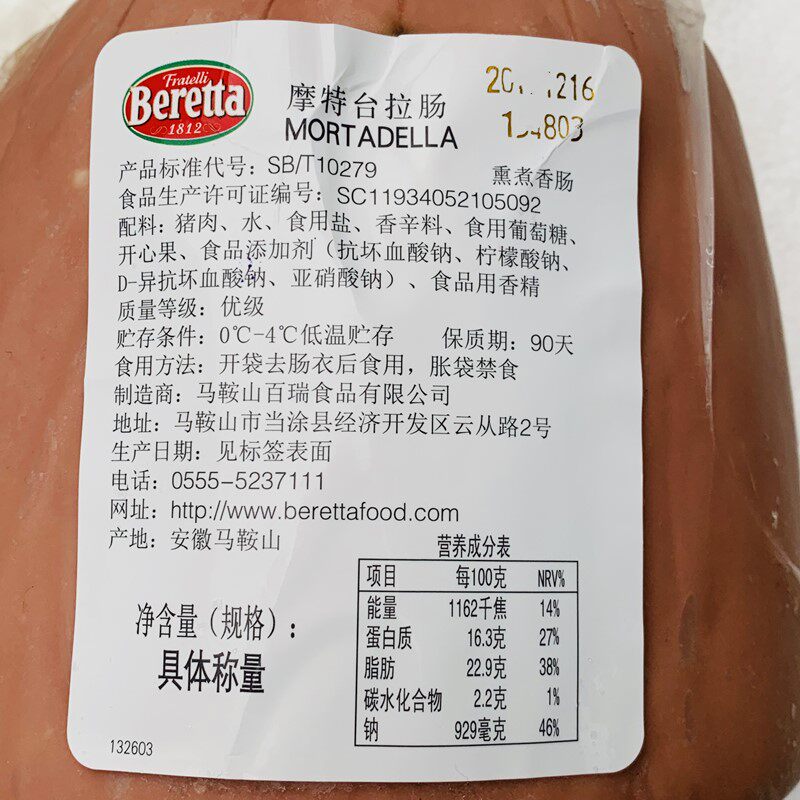 Fratelli
Beretta
1812
摩特台拉肠
MORTADELLA
产品标准代号：SB/T10279
熏煮香肠
食品生产许可证编号：SC11934052105092
配料：猪肉、水、食用盐、香辛料、食用葡萄糖、
开心果、食品添加剂（抗坏血酸钠、柠檬酸钠、
D-异抗坏血酸钠、亚硝酸钠）、食品用香精
质量等级：优级
贮存条件：0℃-4℃低温贮存 保质期：90天
食用方法：开袋去肠衣后食用，胀袋禁食
制造商：马鞍山百瑞食品有限公司
地址：马鞍山市当涂县经济开发区云从路2号
生产日期：见标签表面
电话：0555-5237111
网址：http://www.berettafood.com
产地：安徽马鞍山
净含量（规格）：
具体称量
132603
营养成分表
项目 每100克 NRV%
能量 1162千焦 14%
蛋白质 16.3克 27%
脂肪 22.9克 38%
碳水化合物 2.2克 1%
钠 929毫克 46%